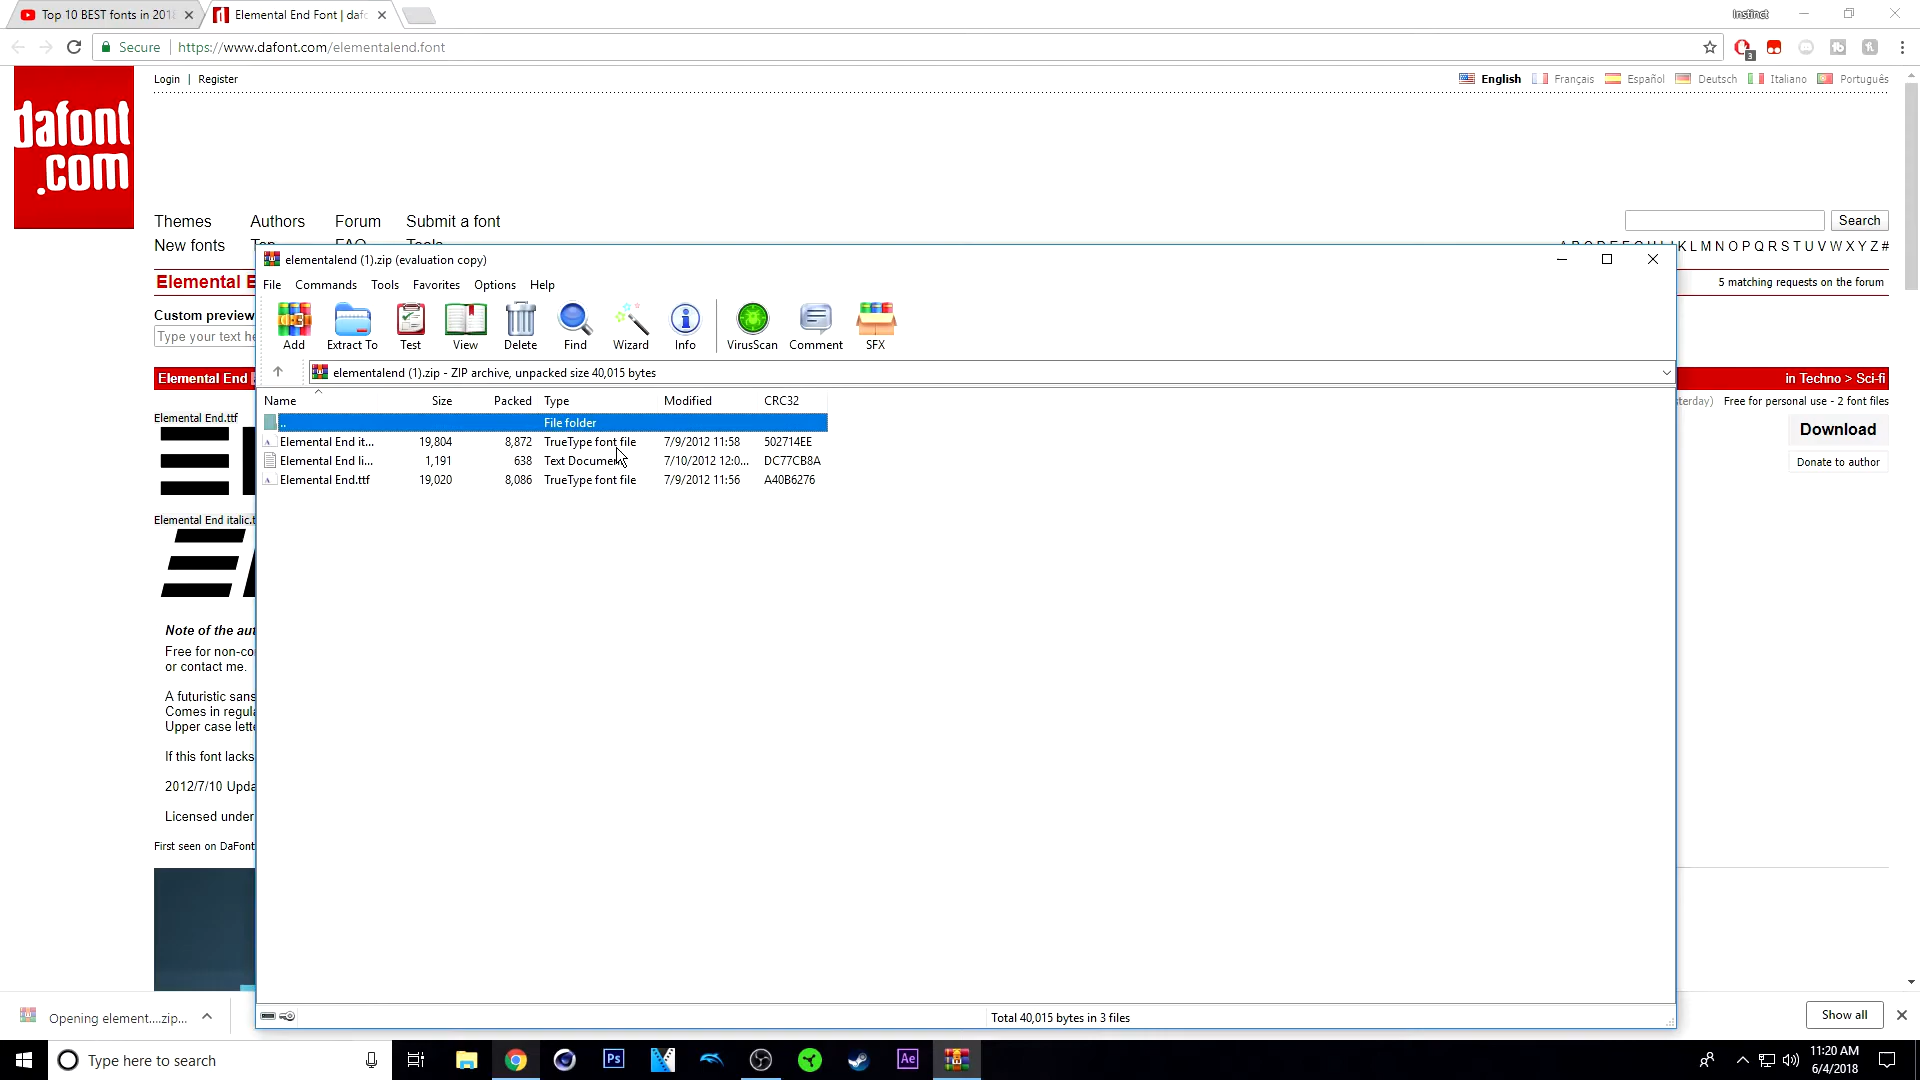 Top 10 BEST fonts in 201
Elemental End Font | dafo
Instinct
Secure | https://www.dafont.com/elementalend.font
3
dafont
.com
Login | Register
English Français Español Deutsch Italiano Português
Themes Authors Forum Submit a font
Search
New fonts Top FAQ Tools
K L M N O P Q R S T U V W X Y Z #
Elemental E
5 matching requests on the forum
Custom preview
Type your text he
Elemental End
in Techno > Sci-fi
terday) Free for personal use - 2 font files
Elemental End.ttf
Download
Donate to author
Elemental End italic.t
Note of the aut
Free for non-co
or contact me.
A futuristic sans
Comes in regula
Upper case lette
If this font lacks
2012/7/10 Upda
Licensed under
First seen on DaFont
elementalend (1).zip (evaluation copy)
File Commands Tools Favorites Options Help
Add Extract To Test View Delete Find Wizard Info VirusScan Comment SFX
elementalend (1).zip - ZIP archive, unpacked size 40,015 bytes
Name Size Packed Type Modified CRC32
.. File folder
Elemental End it... 19,804 8,872 TrueType font file 7/9/2012 11:58 502714EE
Elemental End li... 1,191 638 Text Document 7/10/2012 12:0... DC77CB8A
Elemental End.ttf 19,020 8,086 TrueType font file 7/9/2012 11:56 A40B6276
Total 40,015 bytes in 3 files
Opening element....zip...
Show all
Type here to search
Ps
Ae
11:20 AM
6/4/2018